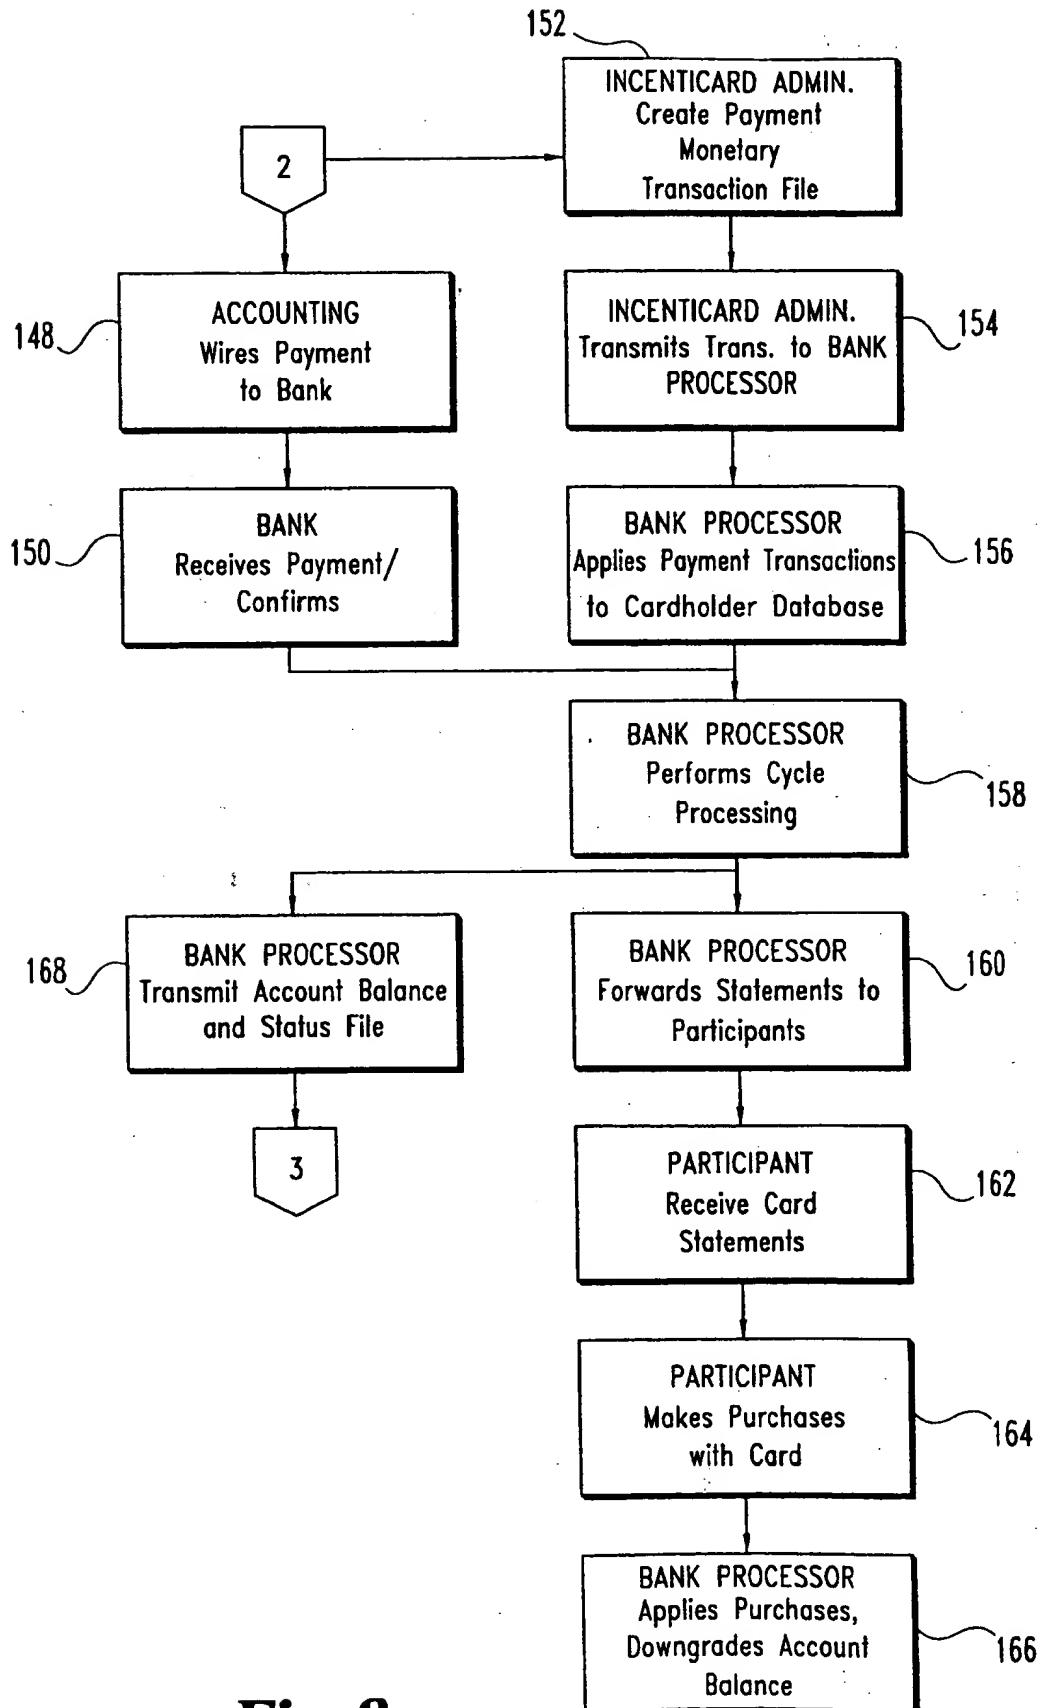 152
INCENTICARD ADMIN.
Create Payment
Monetary
Transaction File
2
148
ACCOUNTING
Wires Payment
to Bank
INCENTICARD ADMIN.
Transmits Trans. to BANK
PROCESSOR
154
150
BANK
Receives Payment/
Confirms
BANK PROCESSOR
Applies Payment Transactions
to Cardholder Database
156
BANK PROCESSOR
Performs Cycle
Processing
158
168
BANK PROCESSOR
Transmit Account Balance
and Status File
BANK PROCESSOR
Forwards Statements to
Participants
160
3
PARTICIPANT
Receive Card
Statements
162
PARTICIPANT
Makes Purchases
with Card
164
BANK PROCESSOR
Applies Purchases,
Downgrades Account
Balance
166